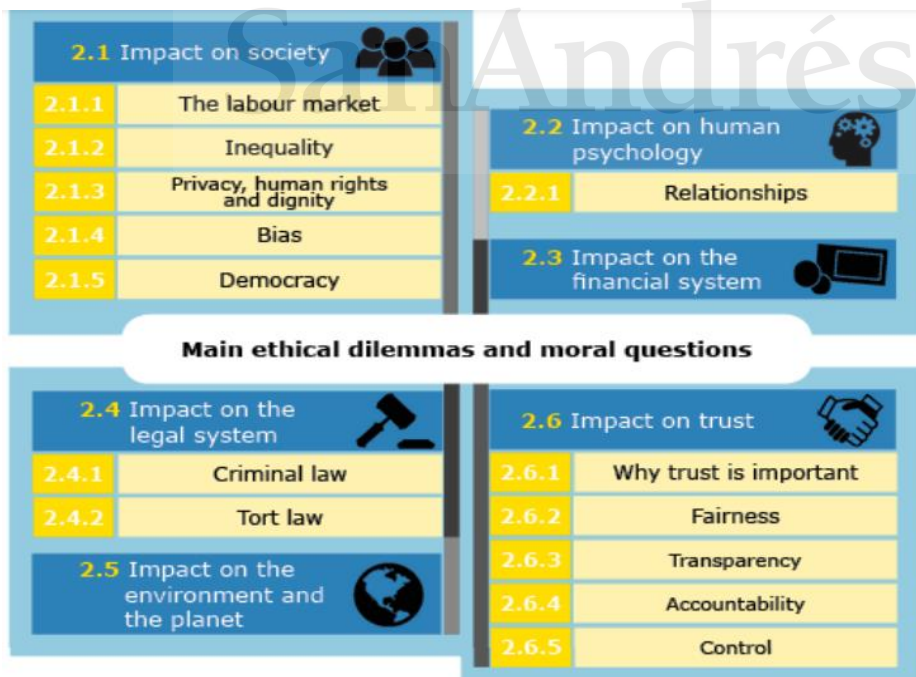 SanAndrés
2.1 Impact on society
2.1.1 The labour market
2.1.2 Inequality
2.1.3 Privacy, human rights
and dignity
2.1.4 Bias
2.1.5 Democracy
2.2 Impact on human
psychology
2.2.1 Relationships
2.3 Impact on the
financial system
Main ethical dilemmas and moral questions
2.4 Impact on the
legal system
2.4.1 Criminal law
2.4.2 Tort law
2.5 Impact on the
environment and
the planet
2.6 Impact on trust
2.6.1 Why trust is important
2.6.2 Fairness
2.6.3 Transparency
2.6.4 Accountability
2.6.5 Control